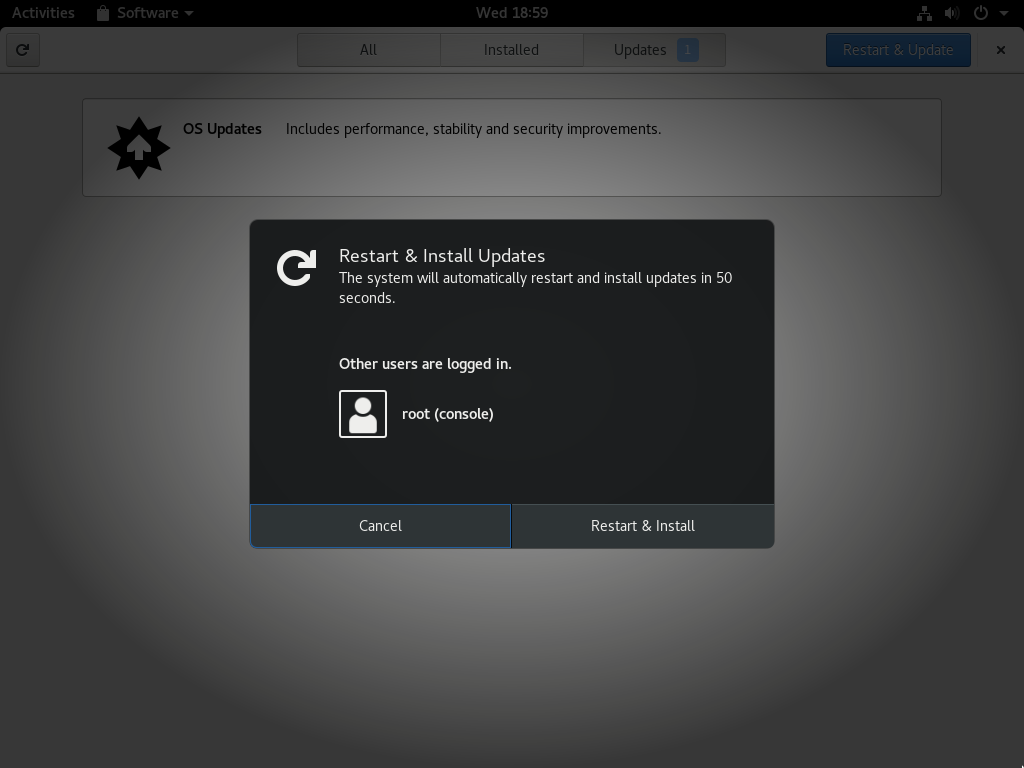 Activities Software Wed 18:59
All Installed Updates 1 Restart & Update
OS Updates Includes performance, stability and security improvements.
Restart & Install Updates
The system will automatically restart and install updates in 50
seconds.
Other users are logged in.
root (console)
Cancel Restart & Install